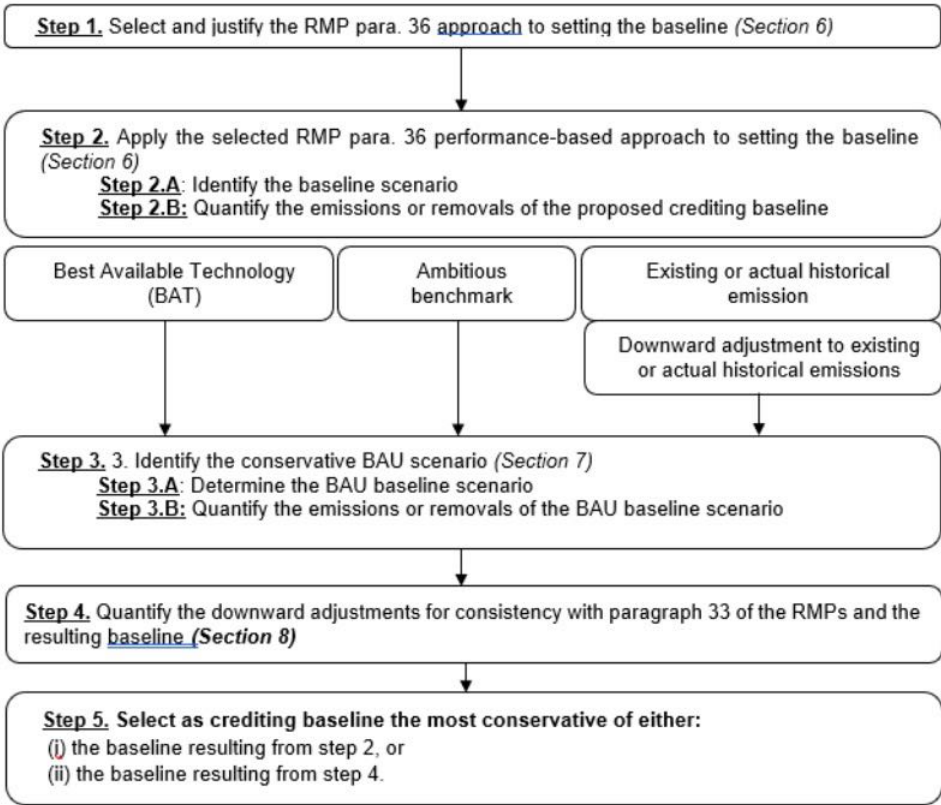 Step 1. Select and justify the RMP para. 36 approach to setting the baseline (Section 6)
Step 2. Apply the selected RMP para. 36 performance-based approach to setting the baseline
(Section 6)
Step 2.A: Identify the baseline scenario
Step 2.B: Quantify the emissions or removals of the proposed crediting baseline
Best Available Technology
(BAT)
Ambitious
benchmark
Existing or actual historical
emission
Downward adjustment to existing
or actual historical emissions
Step 3. 3. Identify the conservative BAU scenario (Section 7)
Step 3.A: Determine the BAU baseline scenario
Step 3.B: Quantify the emissions or removals of the BAU baseline scenario
Step 4. Quantify the downward adjustments for consistency with paragraph 33 of the RMPs and the
resulting baseline (Section 8)
Step 5. Select as crediting baseline the most conservative of either:
(i) the baseline resulting from step 2, or
(ii) the baseline resulting from step 4.